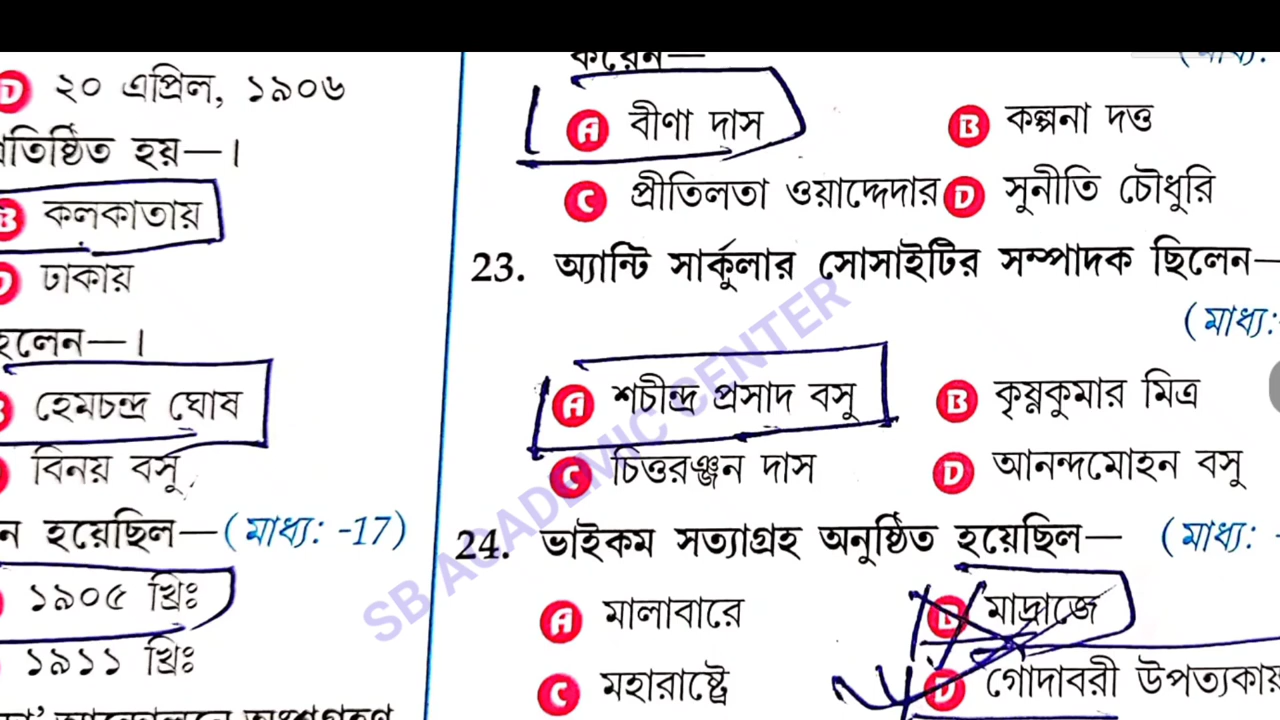 D ২০ এপ্রিল, ১৯০৬
হয়—।
B কলকাতায়
D ঢাকায়
হলেন—।
B হেমচন্দ্র ঘোষ
বিনয় বসু
হয়েছিল—(মাধ্য: -17)
১৯০৫ খ্রিঃ
১৯১১ খ্রিঃ
করেন—
A বীণা দাস B কল্পনা দত্ত
C প্রীতিলতা ওয়াদ্দেদার D সুনীতি চৌধুরি
23. অ্যান্টি সার্কুলার সোসাইটির সম্পাদক ছিলেন—
(মাধ্য:
A শচীন্দ্র প্রসাদ বসু B কৃষ্ণকুমার মিত্র
C চিত্তরঞ্জন দাস D আনন্দমোহন বসু
24. ভাইকম সত্যাগ্রহ অনুষ্ঠিত হয়েছিল— (মাধ্য: -
A মালাবারে B মাদ্রাজে
C মহারাষ্ট্রে D গোদাবরী উপত্যকায়
SB ACADEMIC CENTER